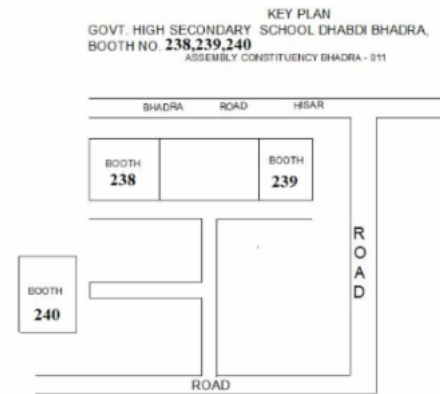 KEY PLAN
GOVT. HIGH SECONDARY SCHOOL DHABDI BHADRA,
BOOTH NO. 238,239,240
ASSEMBLY CONSTITUENCY BHADRA - 011
BHADRA ROAD HISAR
BOOTH
238
BOOTH
239
ROAD
BOOTH
240
ROAD